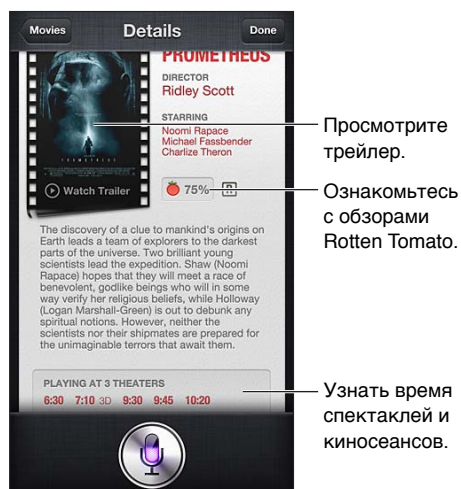 Movies
Details
Done
PROMETHEUS
DIRECTOR
Ridley Scott
STARRING
Noomi Rapace
Michael Fassbender
Charlize Theron
PROMETHEUS
Watch Trailer
75%
R
The discovery of a clue to mankind's origins on
Earth leads a team of explorers to the darkest
parts of the universe. Two brilliant young
scientists lead the expedition. Shaw (Noomi
Rapace) hopes that they will meet a race of
benevolent, godlike beings who will in some
way verify her religious beliefs, while Holloway
(Logan Marshall-Green) is out to debunk any
spiritual notions. However, neither the
scientists nor their shipmates are prepared for
the unimaginable terrors that await them.
PLAYING AT 3 THEATERS
6:30 7:10 3D 9:30 9:45 10:20
Просмотрите
трейлер.
Ознакомьтесь
с обзорами
Rotten Tomato.
Узнать время
спектаклей и
киносеансов.